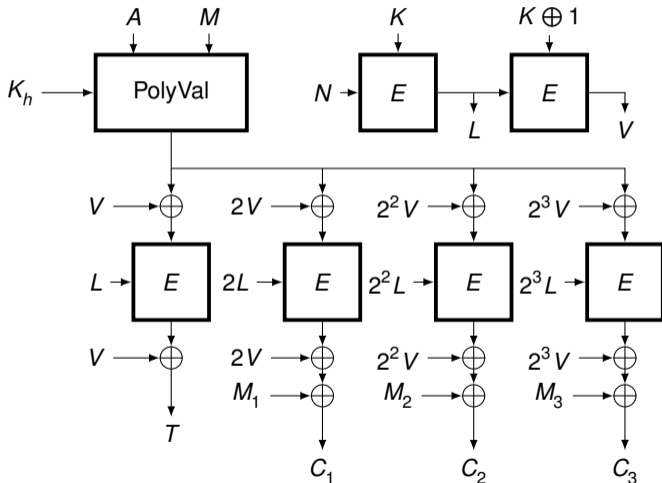 A M K K ⊕ 1
K_h PolyVal N E E
L V
V 2V 2²V 2³V
L E 2L E 2²L E 2³L E
V 2V 2²V 2³V
M₁ M₂ M₃
T
C₁ C₂ C₃